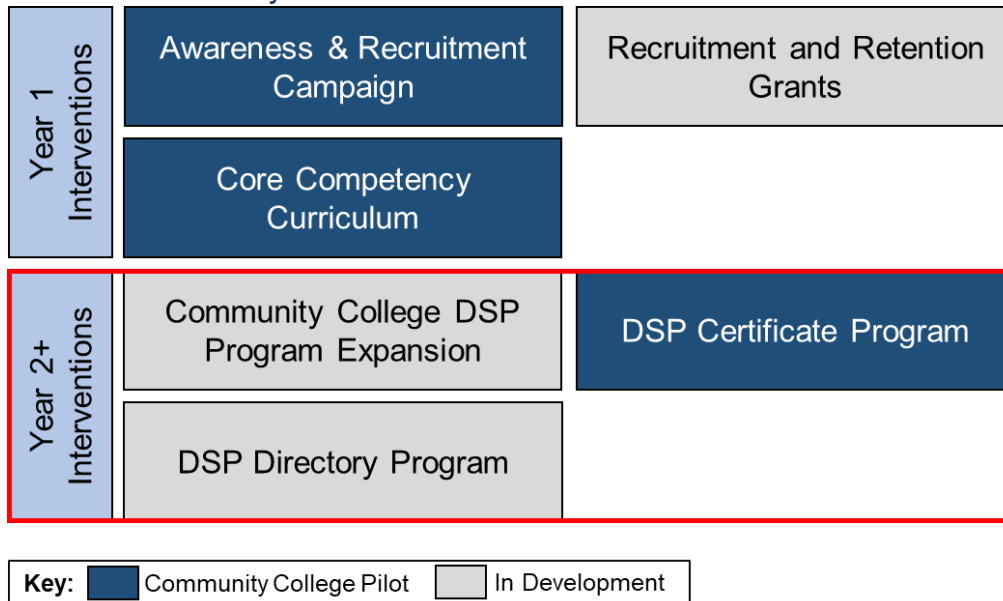 Year 1
Interventions
Awareness & Recruitment
Campaign
Recruitment and Retention
Grants
Core Competency
Curriculum
Year 2+
Interventions
Community College DSP
Program Expansion
DSP Certificate Program
DSP Directory Program
Key: Community College Pilot In Development